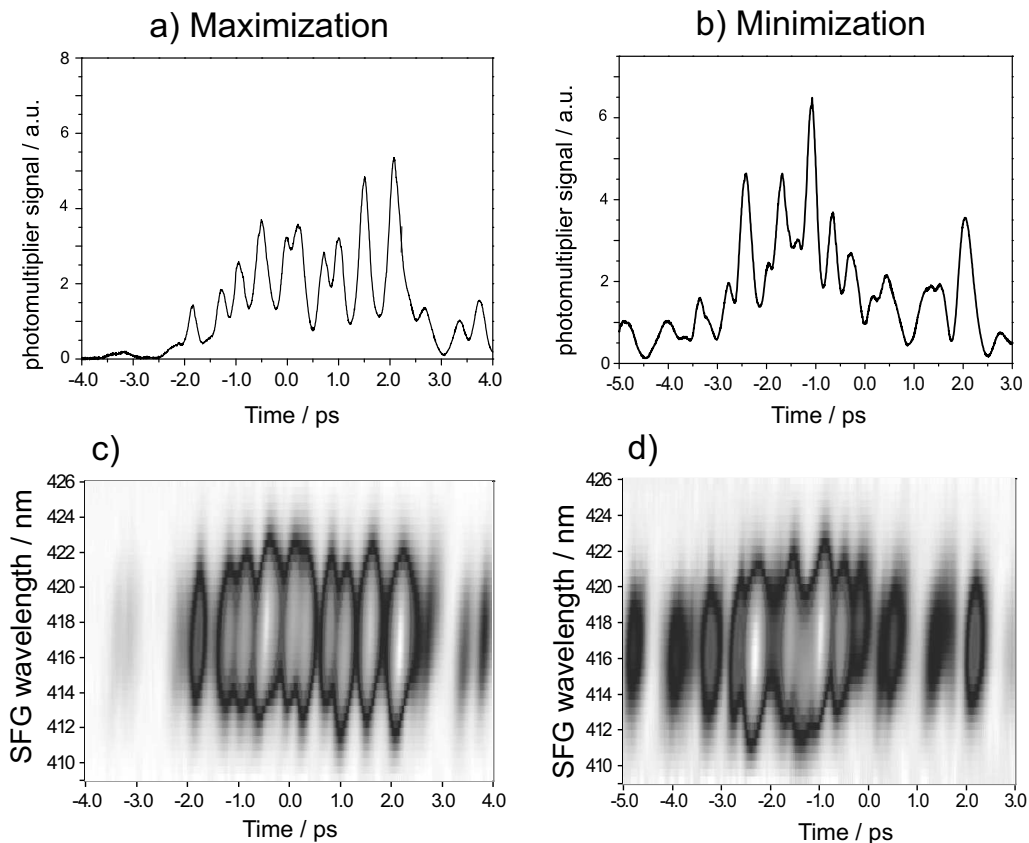 a) Maximization
b) Minimization
photomultiplier signal / a.u.
8
6
4
2
0
-4.0 -3.0 -2.0 -1.0 0.0 1.0 2.0 3.0 4.0
Time / ps
photomultiplier signal / a.u.
6
4
2
0
-5.0 -4.0 -3.0 -2.0 -1.0 0.0 1.0 2.0 3.0
Time / ps
c)
SFG wavelength / nm
426
424
422
420
418
416
414
412
410
-4.0 -3.0 -2.0 -1.0 0.0 1.0 2.0 3.0 4.0
Time / ps
d)
SFG wavelength / nm
426
424
422
420
418
416
414
412
410
-5.0 -4.0 -3.0 -2.0 -1.0 0.0 1.0 2.0 3.0
Time / ps